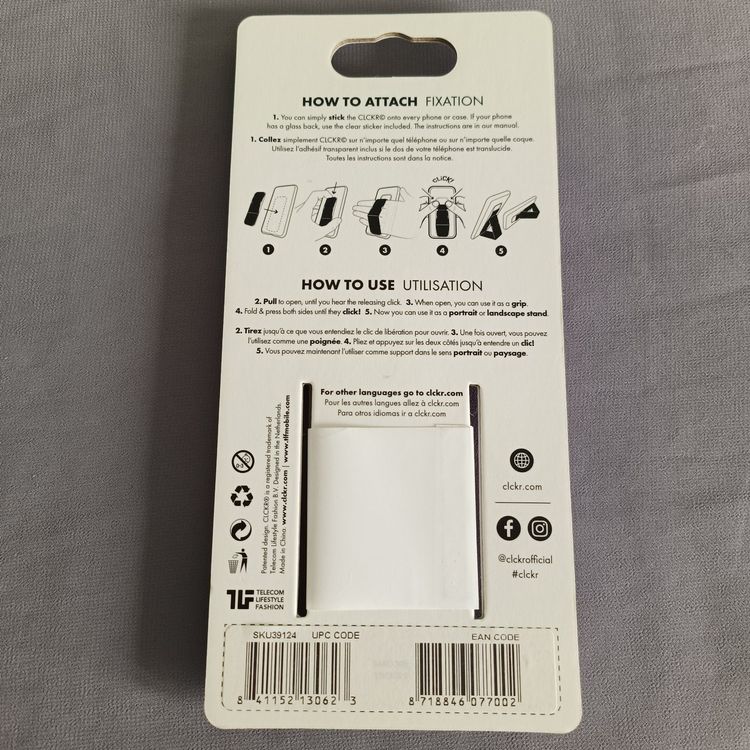 HOW TO ATTACH FIXATION
1. You can simply stick the CLCKR© onto every phone or case. If your phone
has a glass back, use the clear sticker included. The instructions are in our manual.
1. Collez simplement CLCKR© sur n'importe quel téléphone ou sur n'importe quelle coque.
Utilisez l'adhésif transparent inclus si le dos de votre téléphone est translucide.
Toutes les instructions sont dans la notice.
CLiCK!
1 2 3 4 5
HOW TO USE UTILISATION
2. Pull to open, until you hear the releasing click. 3. When open, you can use it as a grip.
4. Fold & press both sides until they click! 5. Now you can use it as a portrait or landscape stand.
2. Tirez jusqu'à ce que vous entendiez le clic de libération pour ouvrir. 3. Une fois ouvert, vous pouvez
l'utilisez comme une poignée. 4. Pliez et appuyez sur les deux côtés jusqu'à entendre un clic!
5. Vous pouvez maintenant l'utiliser comme support dans le sens portrait ou paysage.
For other languages go to clckr.com
Pour les autres langues allez à clckr.com
Para otros idiomas ir a clckr.com
Patented design. CLCKR® is a registered trademark of
Telecom Lifestyle Fashion B.V. Designed in the Netherlands.
Made in China. www.clckr.com | www.tlfmobile.com
0-3
TLF TELECOM
LIFESTYLE
FASHION
clckr.com
@clckrofficial
#clckr
SKU39124 UPC CODE
8 41152 13062 3
EAN CODE
8 718846 077002